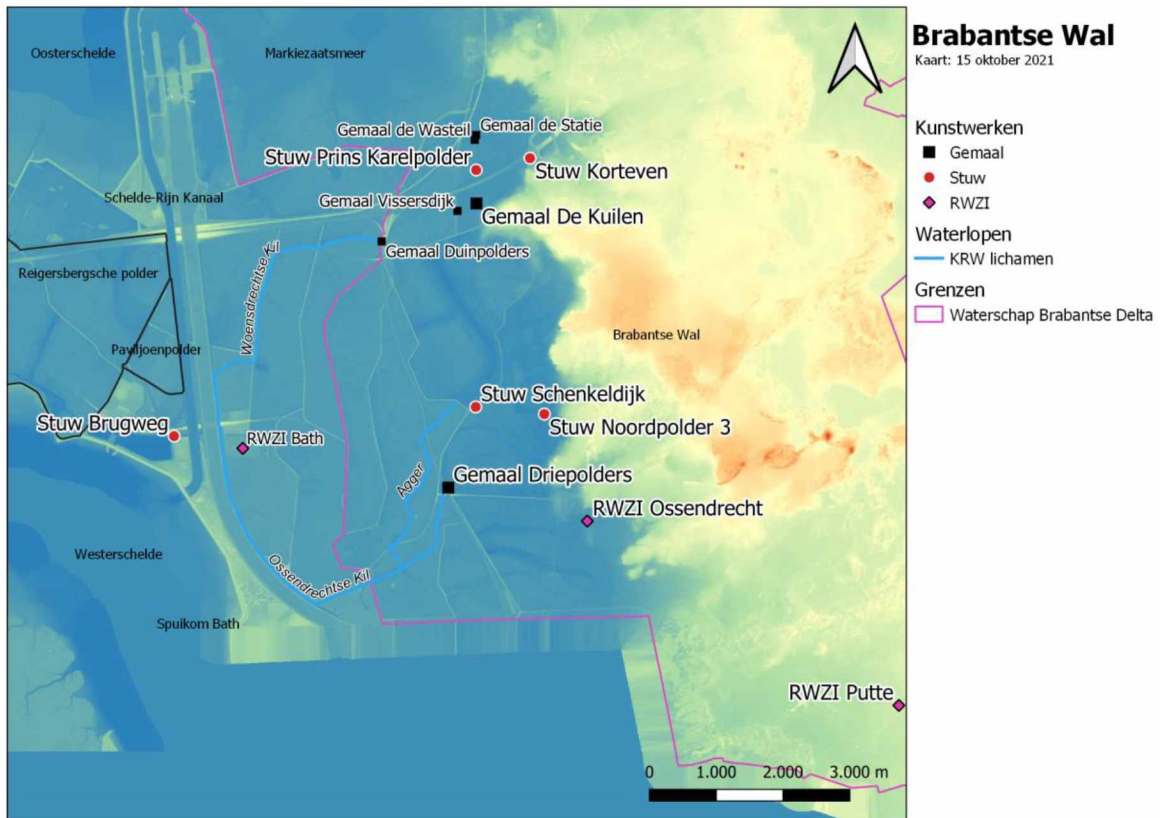 Brabantse Wal
Kaart: 15 oktober 2021
Kunstwerken
Gemaal
Stuw
RWZI
Waterlopen
KRW lichamen
Grenzen
Waterschap Brabantse Delta
Oosterschelde
Markiezaatsmeer
Gemaal de Wasteil
Gemaal de Statie
Stuw Prins Karelpolder
Stuw Korteven
Schelde-Rijn Kanaal
Gemaal Vissersdijk
Gemaal De Kuilen
Gemaal Duinpolders
Reigersbergsche polder
Woensdrechtse Kil
Paviljoenpolder
Brabantse Wal
Stuw Schenkeldijk
Stuw Brugweg
Stuw Noordpolder 3
RWZI Bath
Agger
Gemaal Driepolders
RWZI Ossendrecht
Westerschelde
Ossendrechtse Kil
Spuikom Bath
RWZI Putte
0 1.000 2.000 3.000 m